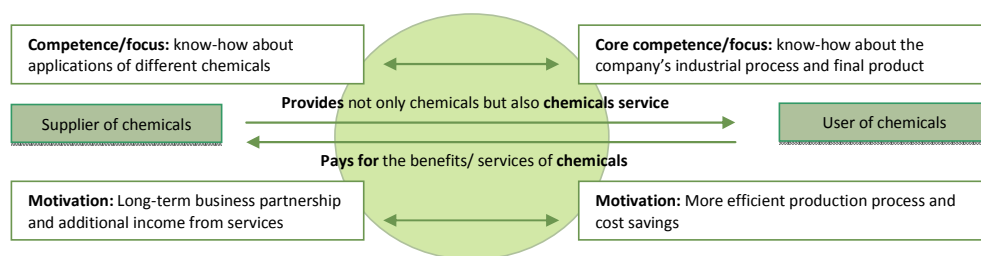 Competence/focus: know-how about
applications of different chemicals
Core competence/focus: know-how about the
company's industrial process and final product
Provides not only chemicals but also chemicals service
Supplier of chemicals
User of chemicals
Pays for the benefits/ services of chemicals
Motivation: Long-term business partnership
and additional income from services
Motivation: More efficient production process and
cost savings